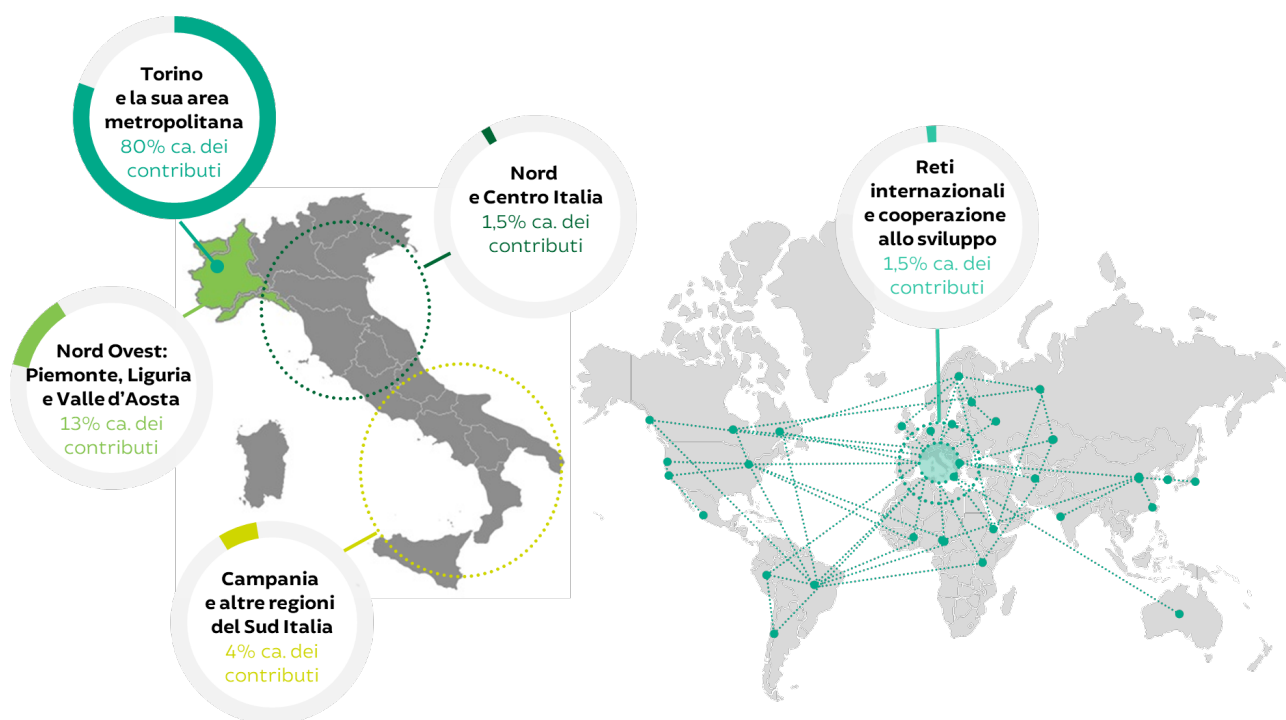 Torino
e la sua area
metropolitana
80% ca. dei
contributi
Nord
e Centro Italia
1,5% ca. dei
contributi
Reti
internazionali
e cooperazione
allo sviluppo
1,5% ca. dei
contributi
Nord Ovest:
Piemonte, Liguria
e Valle d'Aosta
13% ca. dei
contributi
Campania
e altre regioni
del Sud Italia
4% ca. dei
contributi